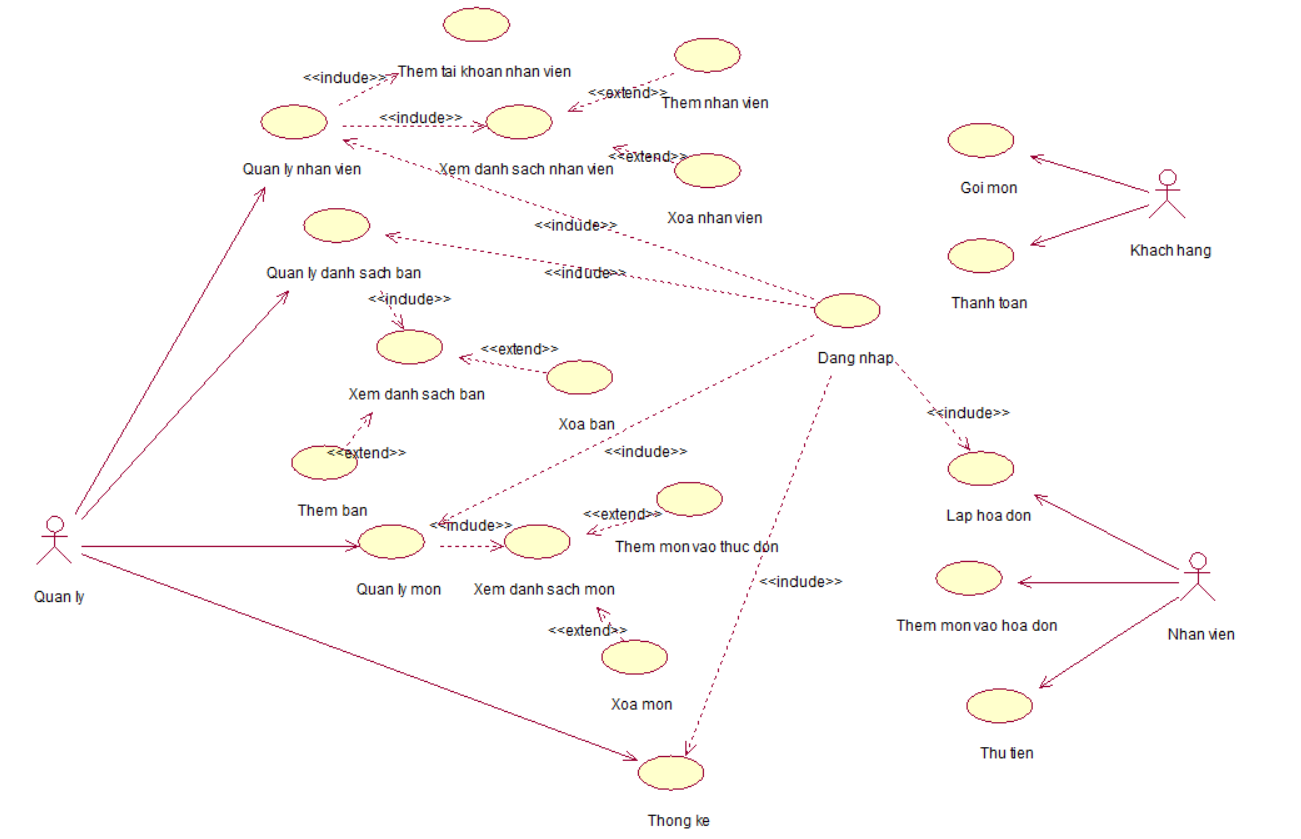 <<include>>
Them tai khoan nhan vien
<<extend>>
Them nhan vien
<<include>>
Quan ly nhan vien
Xem danh sach nhan vien
<<extend>>
Xoa nhan vien
Goi mon
Khach hang
<<include>>
Quan ly danh sach ban
<<include>>
<<include>>
Thanh toan
Dang nhap
<<extend>>
Xem danh sach ban
Xoa ban
<<include>>
<<extend>>
<<include>>
Them ban
<<include>>
<<extend>>
Them mon vao thuc don
Lap hoa don
Quan ly
Quan ly mon
Xem danh sach mon
<<include>>
<<extend>>
Xoa mon
Them mon vao hoa don
Nhan vien
Thu tien
Thong ke